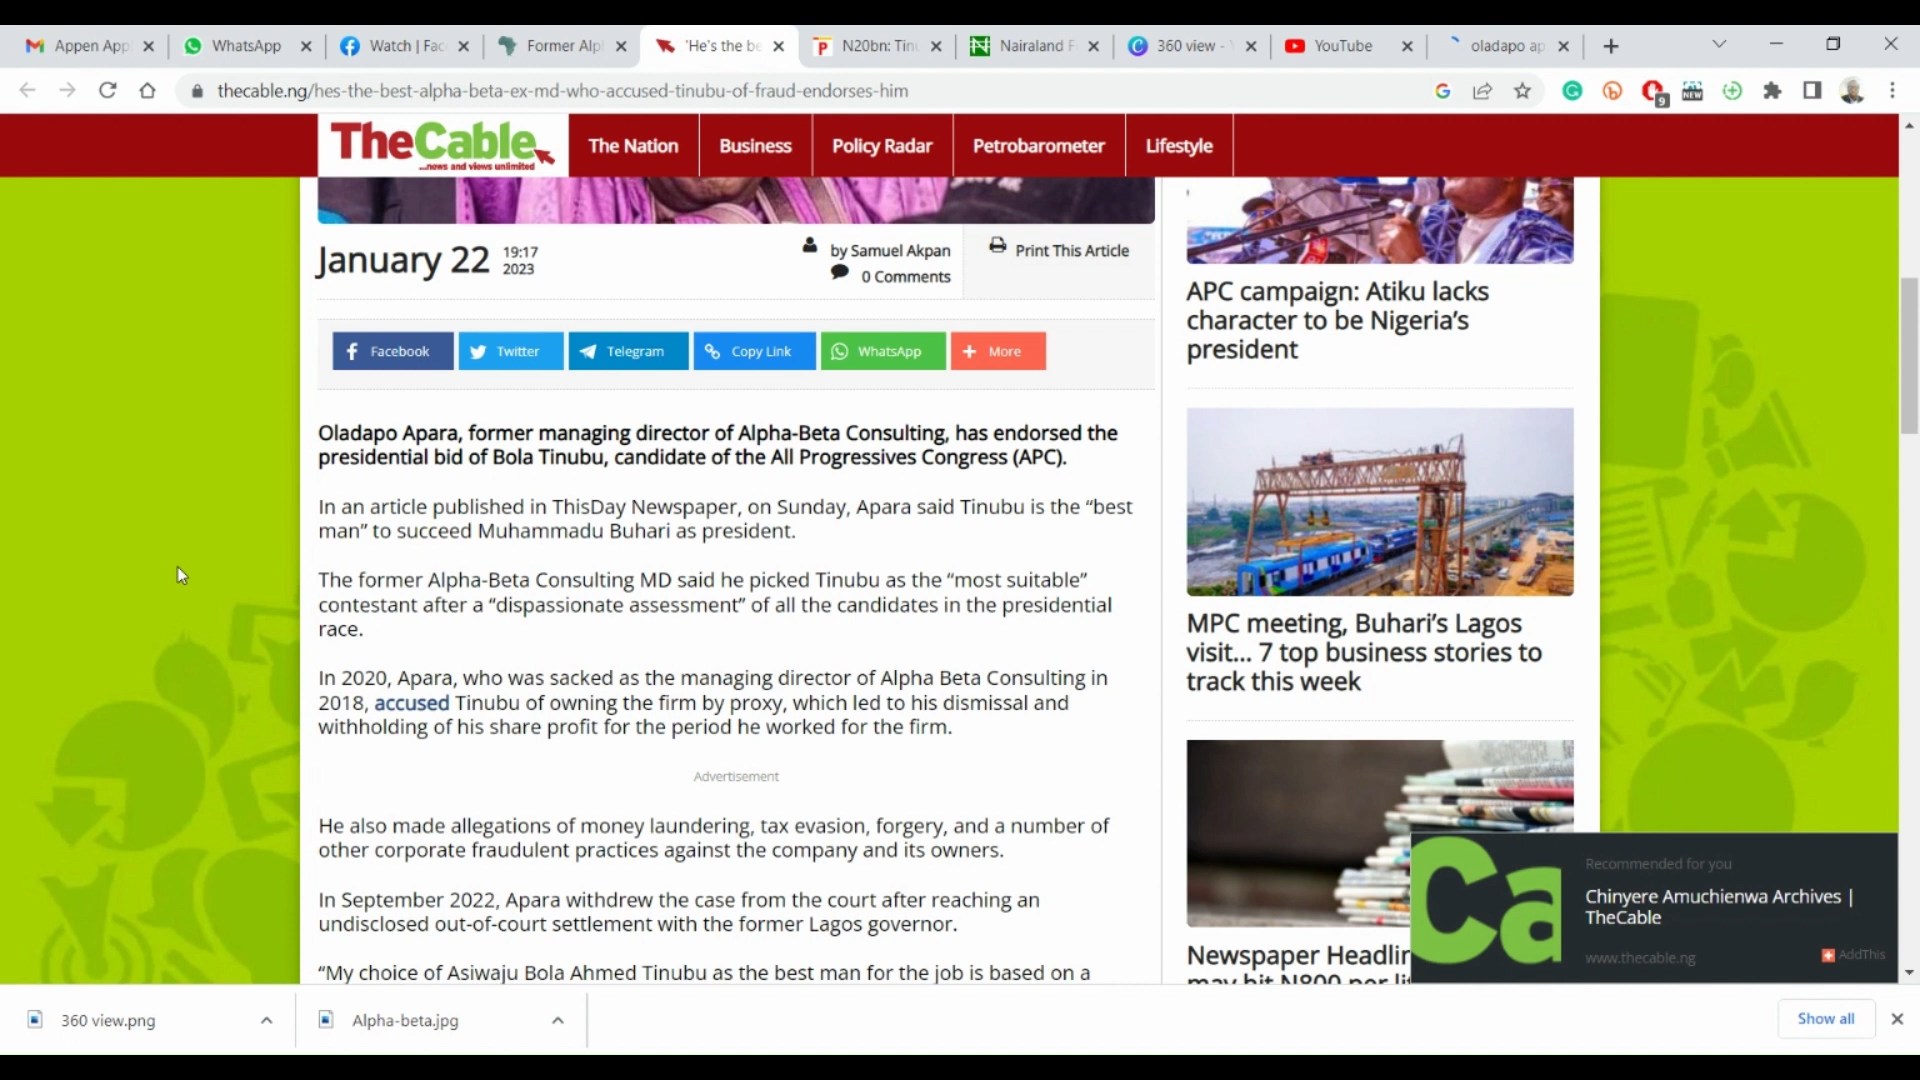 Appen App
WhatsApp
Watch | Fac
Former Alp
'He's the be
N20bn: Tinu
Nairaland F
360 view -
YouTube
oladapo ap
thecable.ng/hes-the-best-alpha-beta-ex-md-who-accused-tinubu-of-fraud-endorses-him
9
NEW
TheCable
...news and views unlimited
The Nation
Business
Policy Radar
Petrobarometer
Lifestyle
January 22
19:17
2023
by Samuel Akpan
0 Comments
Print This Article
Facebook
Twitter
Telegram
Copy Link
WhatsApp
More
Oladapo Apara, former managing director of Alpha-Beta Consulting, has endorsed the
presidential bid of Bola Tinubu, candidate of the All Progressives Congress (APC).
In an article published in ThisDay Newspaper, on Sunday, Apara said Tinubu is the “best
man” to succeed Muhammadu Buhari as president.
The former Alpha-Beta Consulting MD said he picked Tinubu as the “most suitable”
contestant after a “dispassionate assessment” of all the candidates in the presidential
race.
In 2020, Apara, who was sacked as the managing director of Alpha Beta Consulting in
2018, accused Tinubu of owning the firm by proxy, which led to his dismissal and
withholding of his share profit for the period he worked for the firm.
Advertisement
He also made allegations of money laundering, tax evasion, forgery, and a number of
other corporate fraudulent practices against the company and its owners.
In September 2022, Apara withdrew the case from the court after reaching an
undisclosed out-of-court settlement with the former Lagos governor.
“My choice of Asiwaju Bola Ahmed Tinubu as the best man for the job is based on a
APC campaign: Atiku lacks
character to be Nigeria’s
president
MPC meeting, Buhari’s Lagos
visit... 7 top business stories to
track this week
Newspaper Headlin
may hit N800 per lit
Ca
Recommended for you
Chinyere Amuchienwa Archives |
TheCable
www.thecable.ng
AddThis
360 view.png
Alpha-beta.jpg
Show all